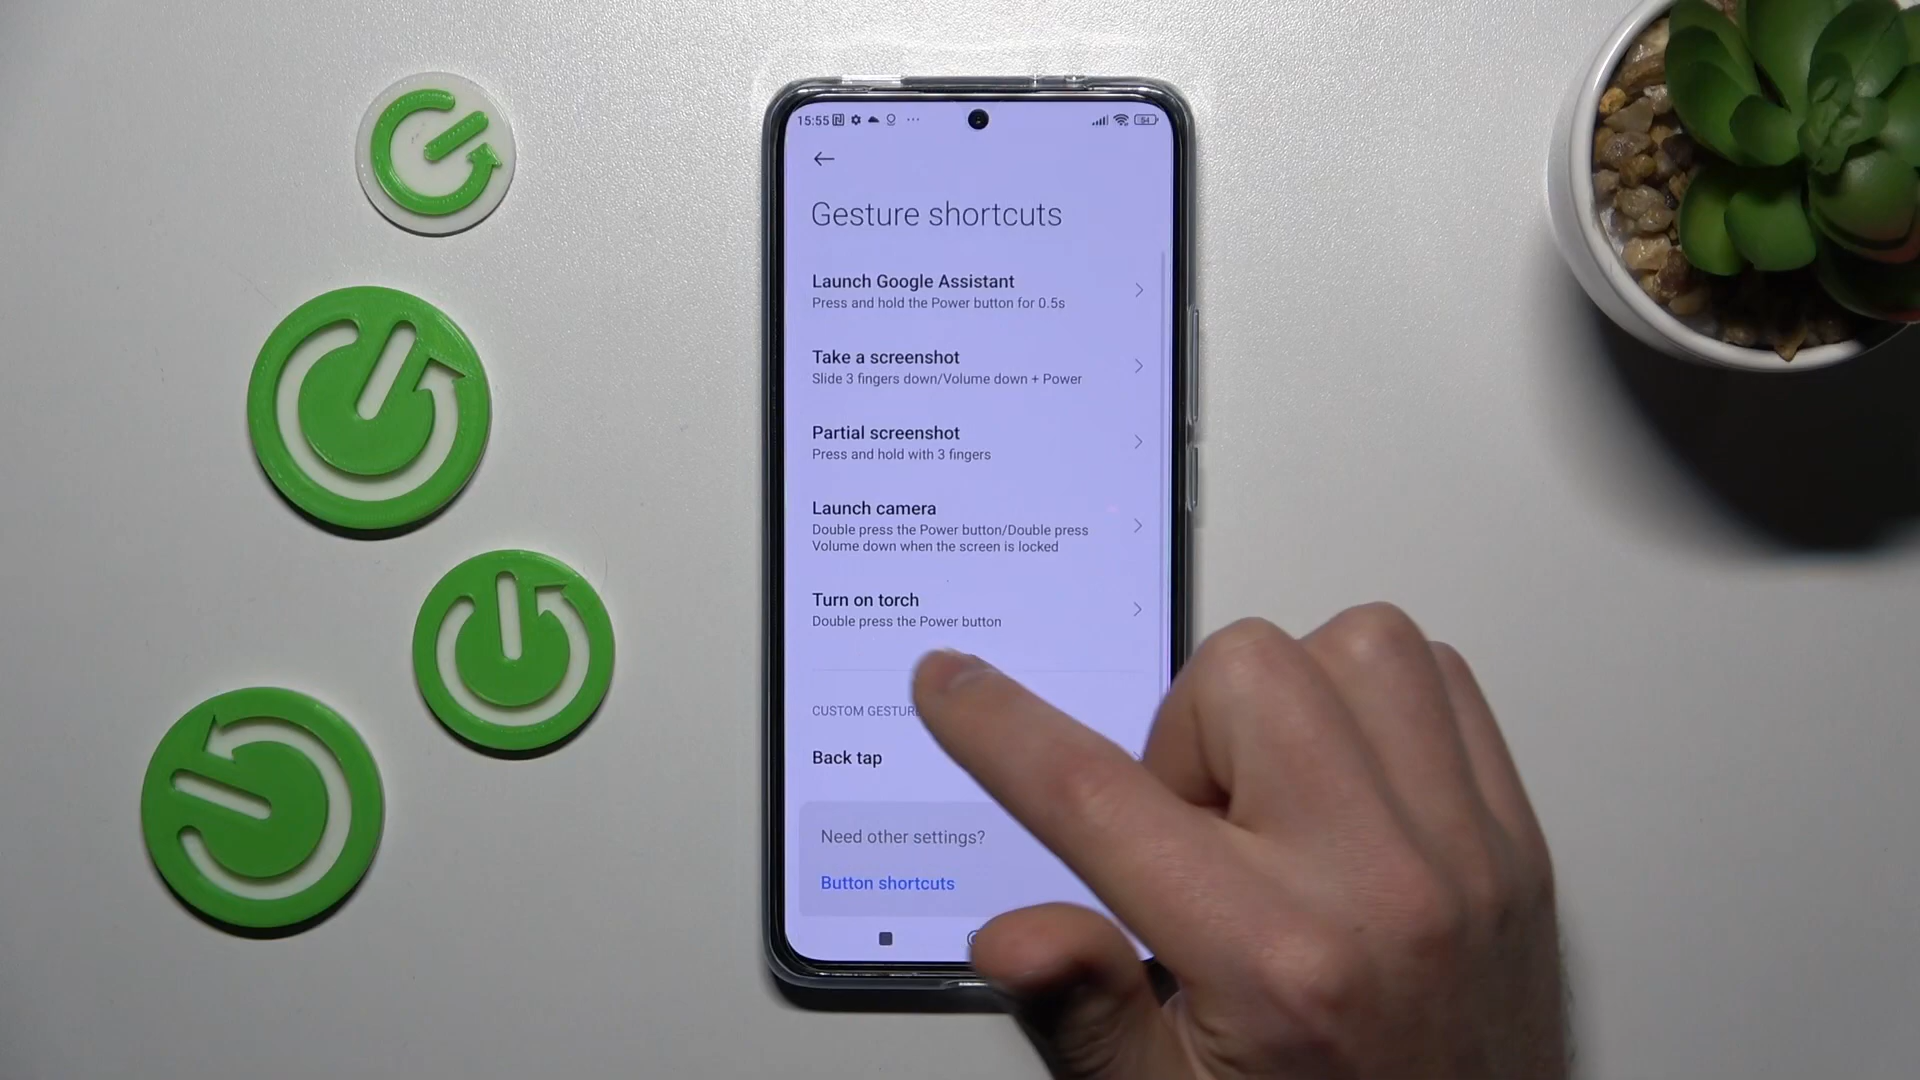 15:55
54
Gesture shortcuts
Launch Google Assistant
Press and hold the Power button for 0.5s
Take a screenshot
Slide 3 fingers down/Volume down + Power
Partial screenshot
Press and hold with 3 fingers
Launch camera
Double press the Power button/Double press
Volume down when the screen is locked
Turn on torch
Double press the Power button
CUSTOM
Back tap
Need other settings?
Button shortcuts